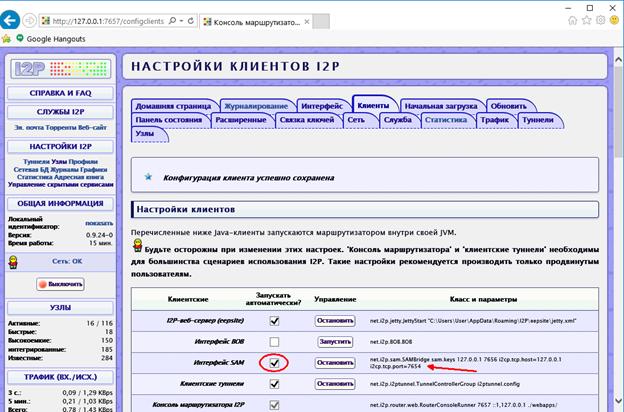 http://127.0.0.1:7657/configclients
Консоль маршрутизато...
Google Hangouts
I2P
СПРАВКА И FAQ
СЛУЖБЫ I2P
Эл. почта Торренты Веб-сайт
НАСТРОЙКИ I2P
Туннели Узлы Профили
Сетевая БД Журналы Графики
Статистика Адресная книга
Управление скрытыми сервисами
ОБЩАЯ ИНФОРМАЦИЯ
Локальный идентификатор: показать
Версия: 0.9.24-0
Время работы: 15 мин.
Сеть: OK
Выключить
УЗЛЫ
Активные: 16 / 116
Быстрые: 18
Высокоемкие: 150
интегрированные: 185
Известные: 284
ТРАФИК (ВХ./ИСХ.)
3 с.: 0,09 / 1,29 KBps
5 мин.: 0,21 / 1,03 KBps
Всего: 0,78 / 1,43 KBps
НАСТРОЙКИ КЛИЕНТОВ I2P
Домашняя страница Журналирование Интерфейс Клиенты Начальная загрузка Обновить
Панель состояния Расширенные Связка ключей Сеть Служба Статистика Трафик Туннели
Узлы
Конфигурация клиента успешно сохранена
Настройки клиентов
Перечисленные ниже Java-клиенты запускаются маршрутизатором внутри своей JVM.
Будьте осторожны при изменении этих настроек. 'Консоль маршрутизатора' и 'клиентские туннели' необходимы
для большинства сценариев использования I2P. Такие настройки рекомендуется производить только продвинутым
пользователям.
Клиентские Запускать автоматически? Управление Класс и параметры
I2P-веб-сервер (eepsite) Остановить net.i2p.jetty.JettyStart "C:\Users\User\AppData\Roaming\I2P\eepsite\jetty.xml"
Интерфейс BOB Запустить net.i2p.BOB.BOB
Интерфейс SAM Остановить net.i2p.sam.SAMBridge sam.keys 127.0.0.1 7656 i2cp.tcp.host=127.0.0.1
i2cp.tcp.port=7654
Клиентские туннели Остановить net.i2p.i2ptunnel.TunnelControllerGroup i2ptunnel.config
Консоль маршрутизатора I2P net.i2p.router.web.RouterConsoleRunner 7657 ::1,127.0.0.1 ./webapps/